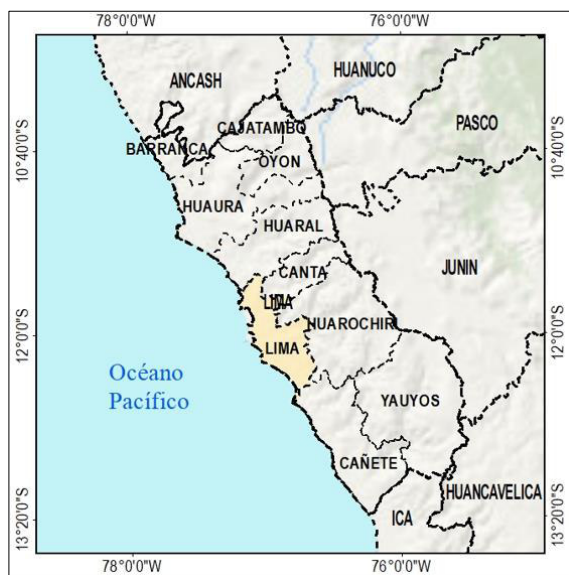 78°0'0"W
76°0'0"W
HUANUCO
ANCASH
PASCO
CAJATAMBO
10°40'0"S
10°40'0"S
BARRANCA
OYON
HUAURA
HUARAL
JUNIN
CANTA
LIMA
HUAROCHIR
12°0'0"S
12°0'0"S
LIMA
Océano
Pacífico
YAUYOS
CAÑETE
HUANCAVELICA
ICA
13°20'0"S
13°20'0"S
78°0'0"W
76°0'0"W